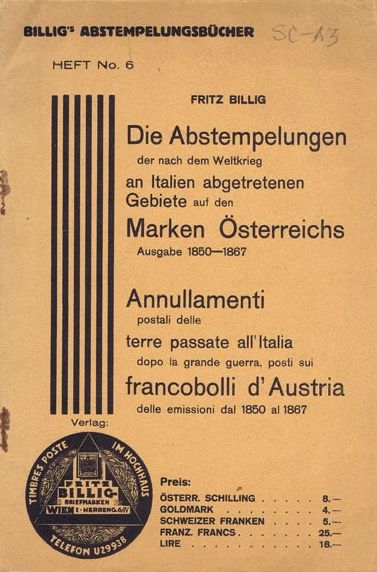 BILLIG's ABSTEMPELUNGSBÜCHER
SC-A3
HEFT No. 6
FRITZ BILLIG
Die Abstempelungen
der nach dem Weltkrieg
an Italien abgetretenen
Gebiete auf den
Marken Österreichs
Ausgabe 1850—1867
Annullamenti
postali delle
terre passate all'Italia
dopo la grande guerra, posti sui
francobolli d'Austria
delle emissioni dal 1850 al 1867
Verlag:
TIMBRES POSTE IM HOCHHAUS
FRITZ
BILLIG
BRIEFMARKEN
WIEN I · HERRENG. 6/IV
TELEFON U29938
Preis:
ÖSTERR. SCHILLING . . . . . 8.—
GOLDMARK . . . . . . . . 4.—
SCHWEIZER FRANKEN . . . . 5.—
FRANZ. FRANCS . . . . . . 25.—
LIRE . . . . . . . . . . 18.—